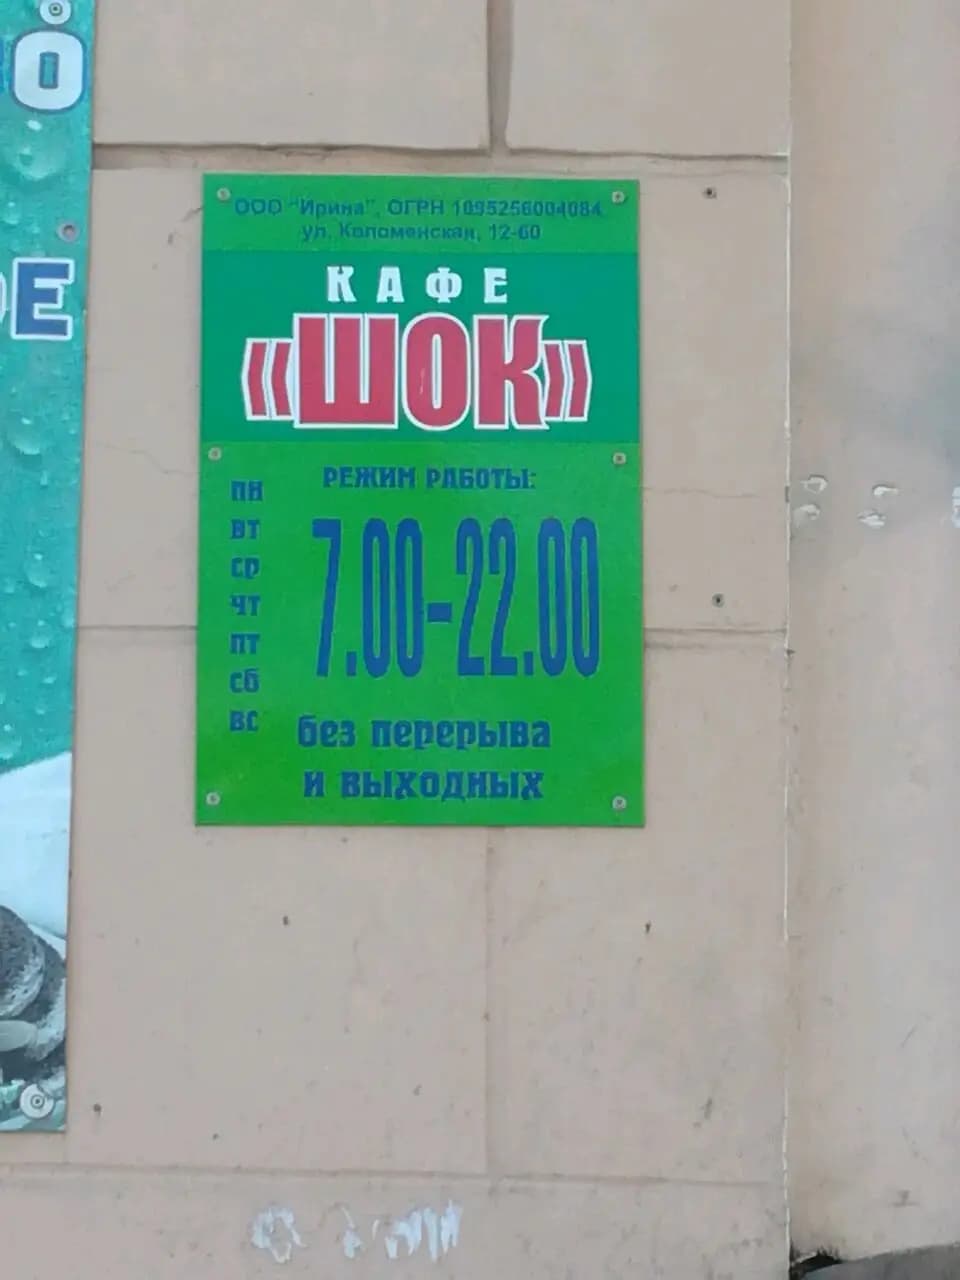 О
Е
ООО "Ирина", ОГРН 1095256004084,
ул. Коломенская, 12-60
КАФЕ
«ШОК»
РЕЖИМ РАБОТЫ:
пн
вт
ср
чт
пт
сб
вс
7.00-22.00
без перерыва
и выходных